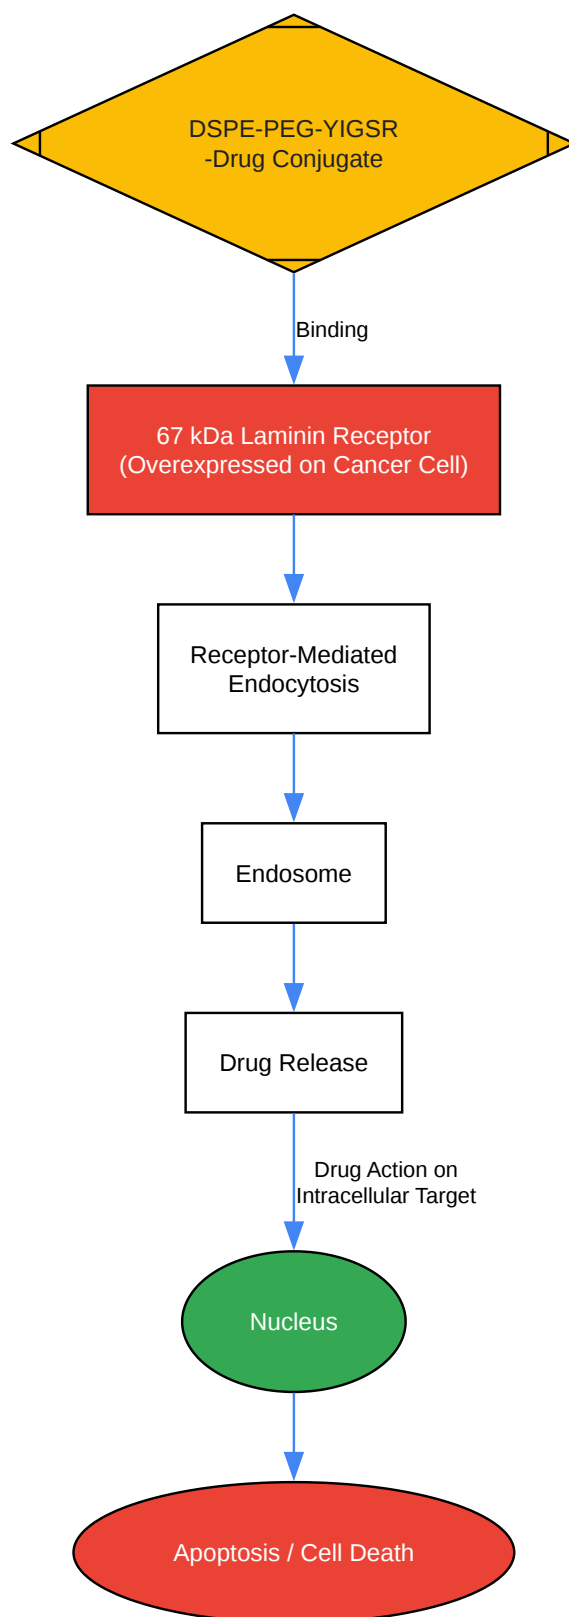 DSPE-PEG-YIGSR
-Drug Conjugate
Binding
67 kDa Laminin Receptor
(Overexpressed on Cancer Cell)
Receptor-Mediated
Endocytosis
Endosome
Drug Release
Drug Action on
Intracellular Target
Nucleus
Apoptosis / Cell Death